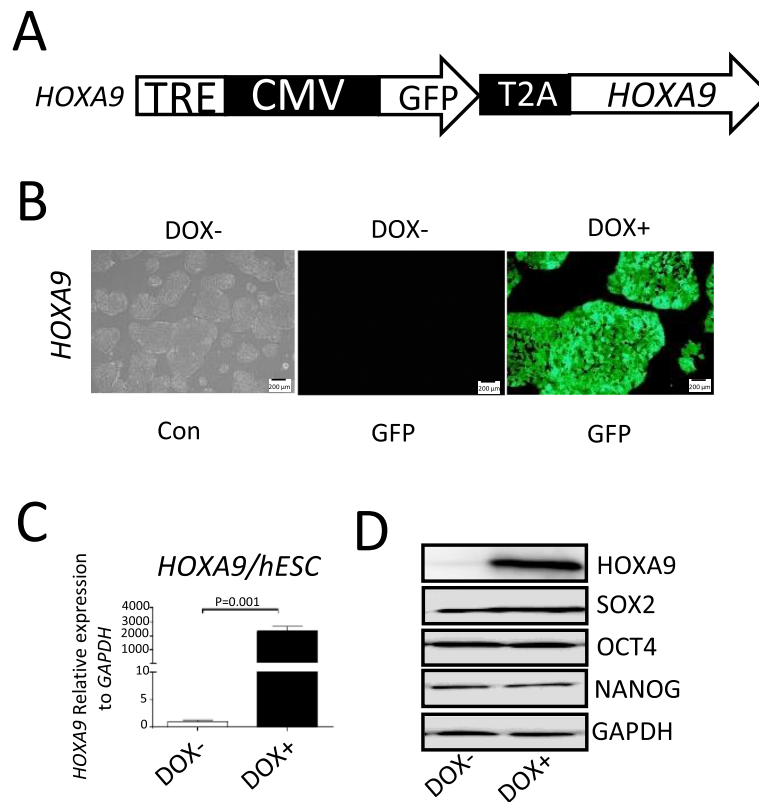 A
HOXA9 TRE CMV GFP T2A HOXA9
B
DOX- DOX- DOX+
HOXA9
200 µm 200 µm 200 µm
Con GFP GFP
C
HOXA9/hESC
P=0.001
HOXA9 Relative expression
to GAPDH
4000
3000
2000
1000
10
5
0
DOX- DOX+
D
HOXA9
SOX2
OCT4
NANOG
GAPDH
DOX- DOX+